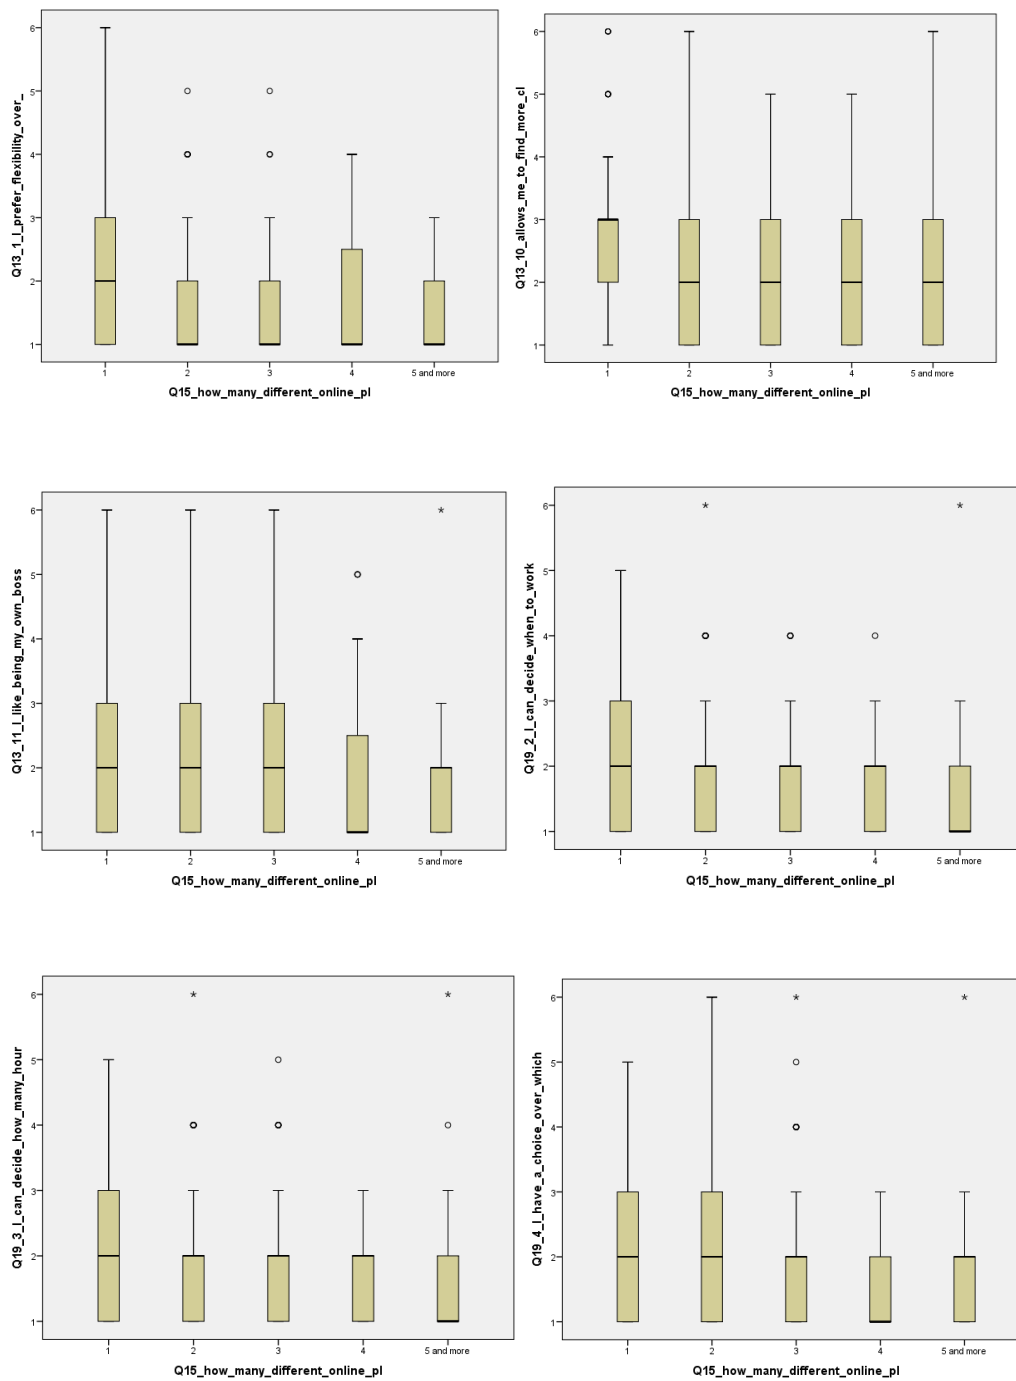 Q13_1_I_prefer_flexibility_over_
6
5
4
3
2
1
1 2 3 4 5 and more
Q15_how_many_different_online_pl
Q13_10_allows_me_to_find_more_cl
6
5
4
3
2
1
1 2 3 4 5 and more
Q15_how_many_different_online_pl
Q13_11_I_like_being_my_own_boss
6
5
4
3
2
1
1 2 3 4 5 and more
Q15_how_many_different_online_pl
Q19_2_I_can_decide_when_to_work
6
5
4
3
2
1
1 2 3 4 5 and more
Q15_how_many_different_online_pl
Q19_3_I_can_decide_how_many_hour
6
5
4
3
2
1
1 2 3 4 5 and more
Q15_how_many_different_online_pl
Q19_4_I_have_a_choice_over_which
6
5
4
3
2
1
1 2 3 4 5 and more
Q15_how_many_different_online_pl